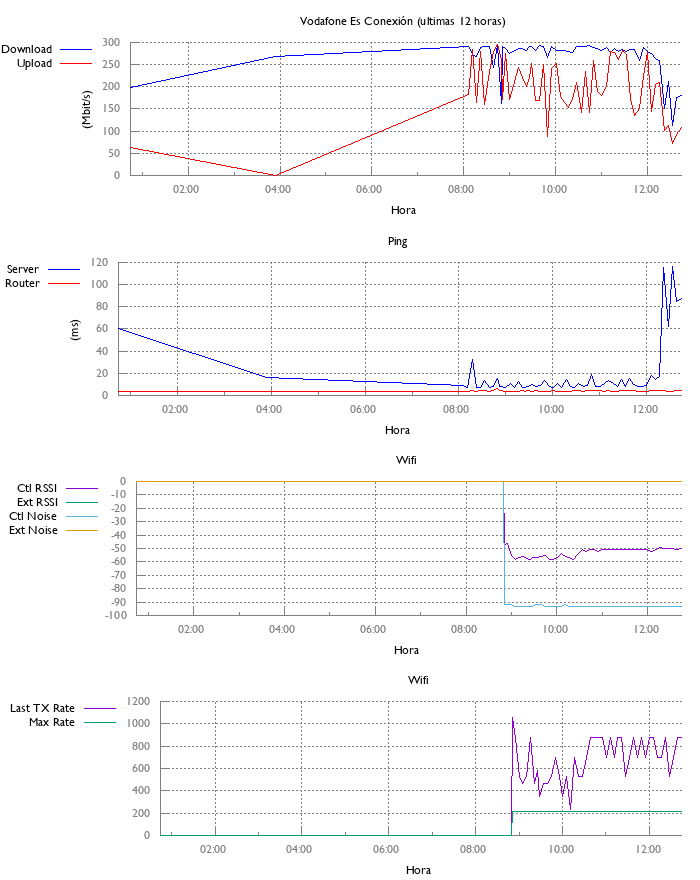 Vodafone Es Conexión (ultimas 12 horas)
Download
Upload
300
250
200
150
100
50
0
(Mbit/s)
02:00 04:00 06:00 08:00 10:00 12:00
Hora
Ping
Server
Router
120
100
80
60
40
20
0
(ms)
02:00 04:00 06:00 08:00 10:00 12:00
Hora
Wifi
Ctl RSSI
Ext RSSI
Ctl Noise
Ext Noise
0
-10
-20
-30
-40
-50
-60
-70
-80
-90
-100
02:00 04:00 06:00 08:00 10:00 12:00
Hora
Wifi
Last TX Rate
Max Rate
1200
1000
800
600
400
200
0
02:00 04:00 06:00 08:00 10:00 12:00
Hora